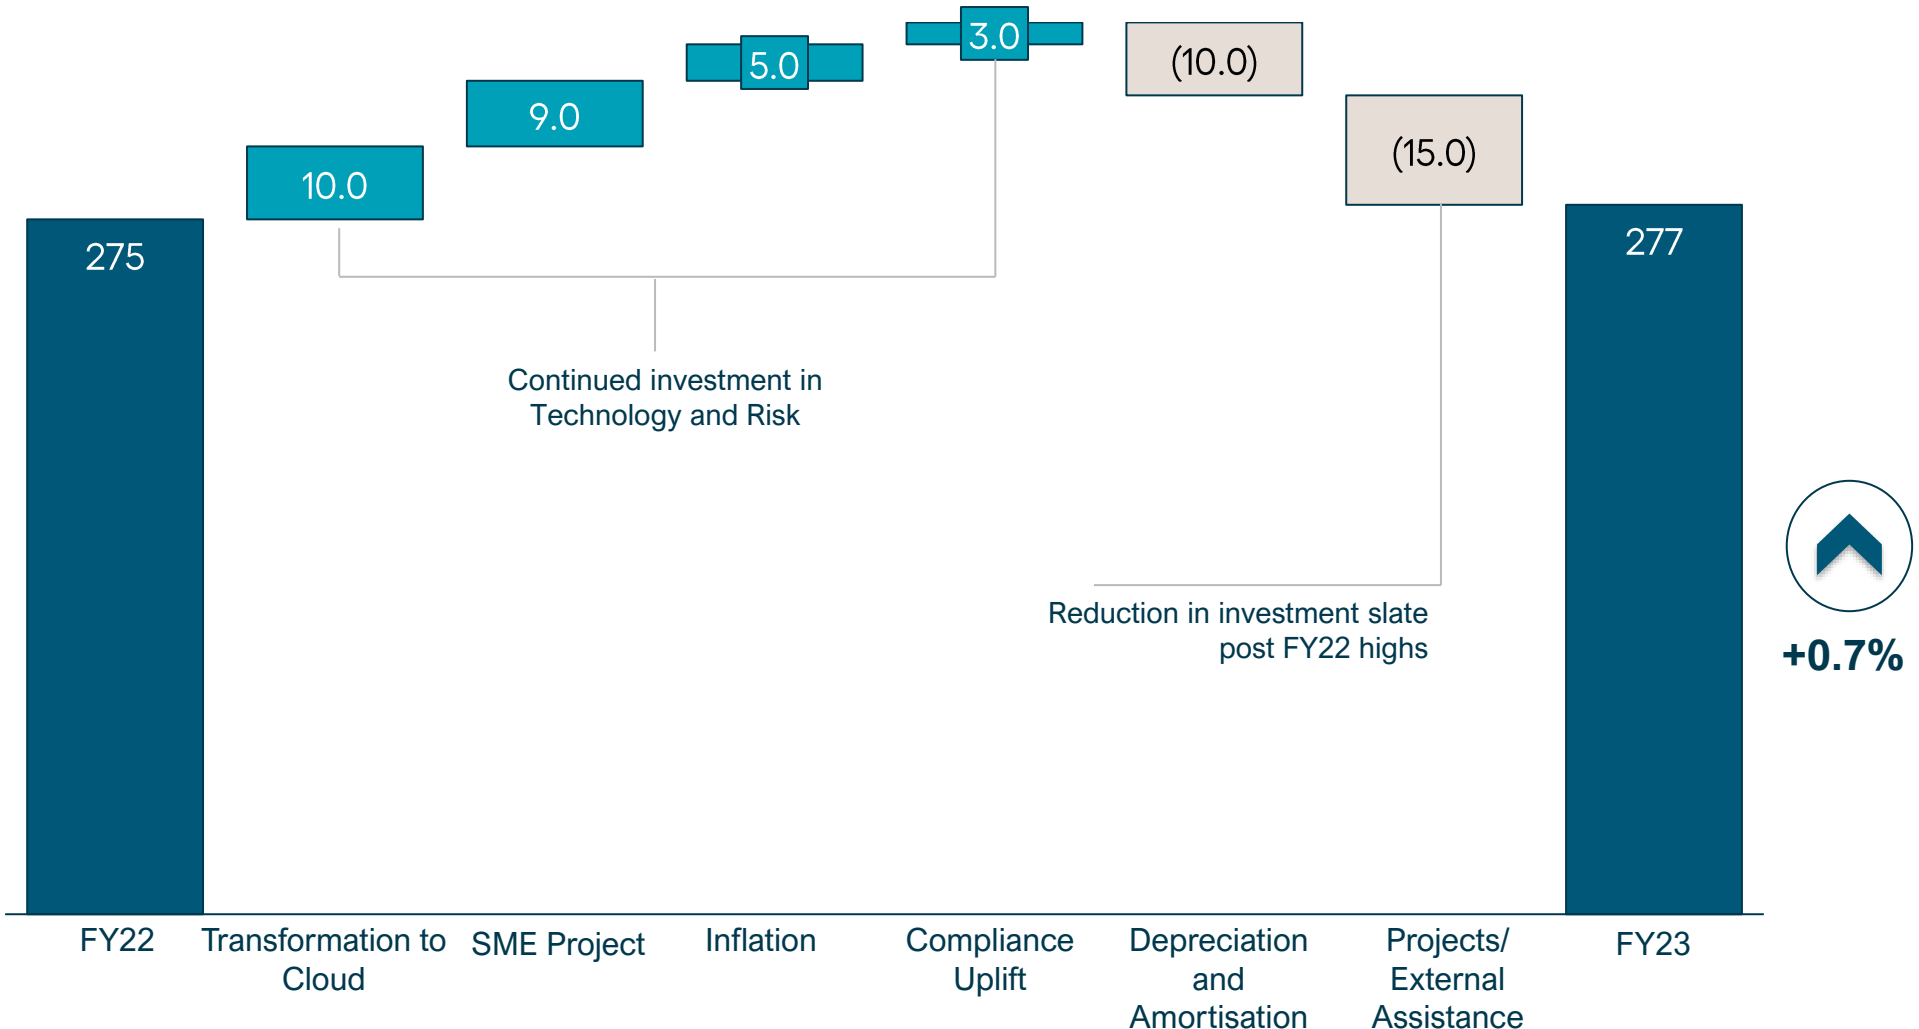 3.0
5.0
(10.0)
9.0
(15.0)
10.0
275
277
Continued investment in
Technology and Risk
Reduction in investment slate
post FY22 highs
+0.7%
FY22
Transformation to
Cloud
SME Project
Inflation
Compliance
Uplift
Depreciation
and
Amortisation
Projects/
External
Assistance
FY23